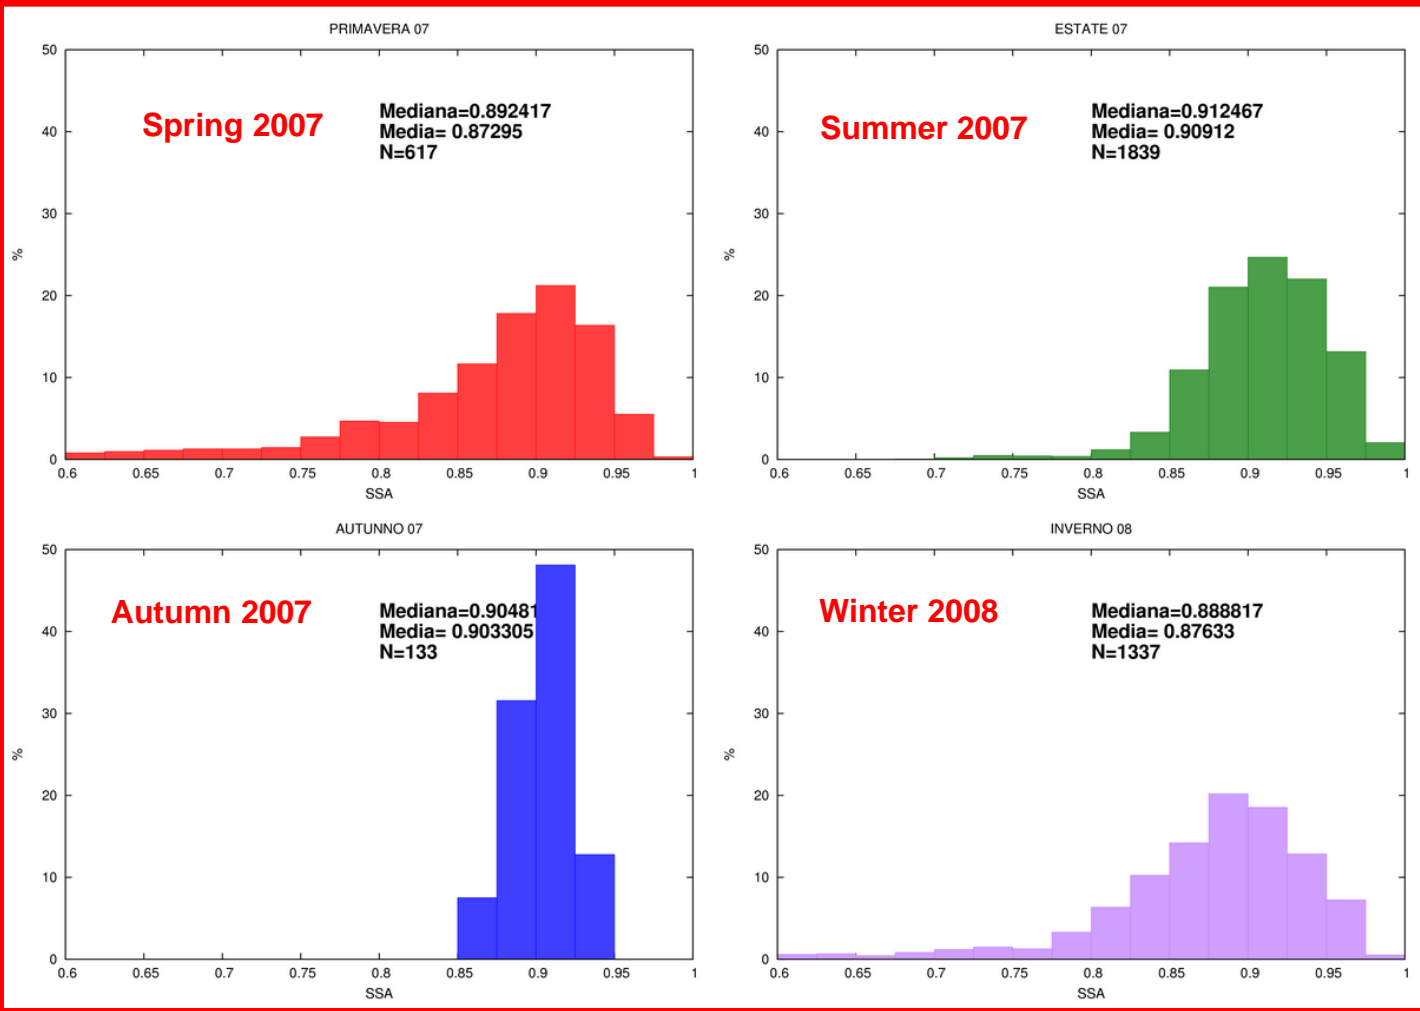 PRIMAVERA 07
50
40
30
20
10
0
%
Spring 2007
Mediana=0.892417
Media= 0.87295
N=617
0.6 0.65 0.7 0.75 0.8 0.85 0.9 0.95 1
SSA
ESTATE 07
50
40
30
20
10
0
%
Summer 2007
Mediana=0.912467
Media= 0.90912
N=1839
0.6 0.65 0.7 0.75 0.8 0.85 0.9 0.95 1
SSA
AUTUNNO 07
50
40
30
20
10
0
%
Autumn 2007
Mediana=0.90481
Media= 0.903305
N=133
0.6 0.65 0.7 0.75 0.8 0.85 0.9 0.95 1
SSA
INVERNO 08
50
40
30
20
10
0
%
Winter 2008
Mediana=0.888817
Media= 0.87633
N=1337
0.6 0.65 0.7 0.75 0.8 0.85 0.9 0.95 1
SSA